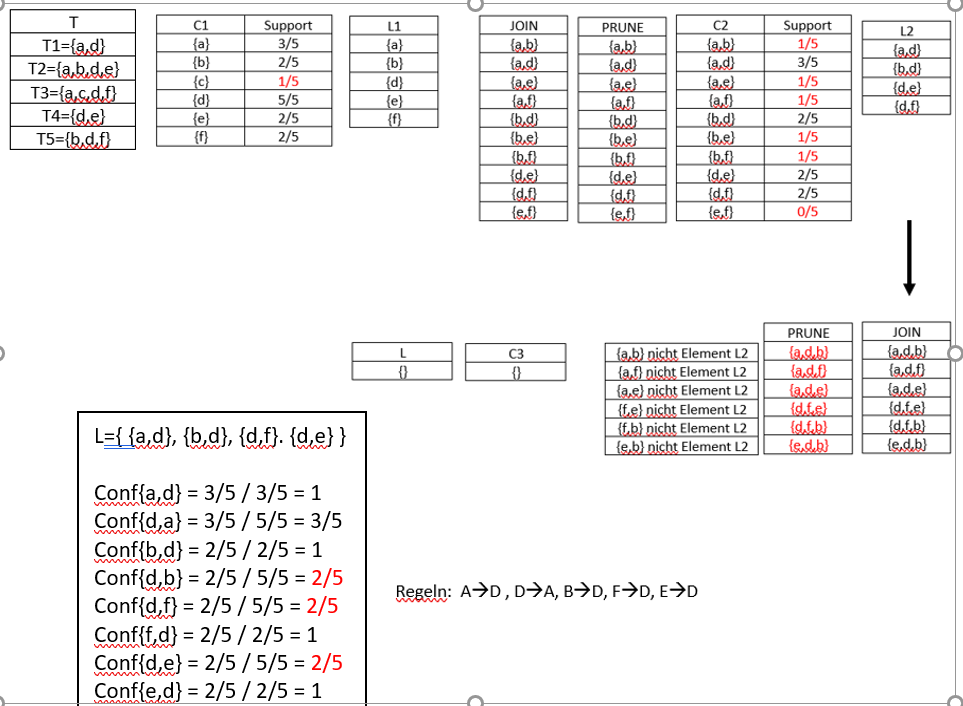 T
T1={a,d}
T2={a,b,d,e}
T3={a,c,d,f}
T4={d,e}
T5={b,d,f}
C1 Support
{a} 3/5
{b} 2/5
{c} 1/5
{d} 5/5
{e} 2/5
{f} 2/5
L1
{a}
{b}
{d}
{e}
{f}
JOIN
{a,b}
{a,d}
{a,e}
{a,f}
{b,d}
{b,e}
{b,f}
{d,e}
{d,f}
{e,f}
PRUNE
{a,b}
{a,d}
{a,e}
{a,f}
{b,d}
{b,e}
{b,f}
{d,e}
{d,f}
{e,f}
C2 Support
{a,b} 1/5
{a,d} 3/5
{a,e} 1/5
{a,f} 1/5
{b,d} 2/5
{b,e} 1/5
{b,f} 1/5
{d,e} 2/5
{d,f} 2/5
{e,f} 0/5
L2
{a,d}
{b,d}
{d,e}
{d,f}
L
{}
C3
{}
{a,b} nicht Element L2
{a,f} nicht Element L2
{a,e} nicht Element L2
{f,e} nicht Element L2
{f,b} nicht Element L2
{e,b} nicht Element L2
PRUNE
{a,d,b}
{a,d,f}
{a,d,e}
{d,f,e}
{d,f,b}
{e,d,b}
JOIN
{a,d,b}
{a,d,f}
{a,d,e}
{d,f,e}
{d,f,b}
{e,d,b}
L={ {a,d}, {b,d}, {d,f}. {d,e} }
Conf{a,d} = 3/5 / 3/5 = 1
Conf{d,a} = 3/5 / 5/5 = 3/5
Conf{b,d} = 2/5 / 2/5 = 1
Conf{d,b} = 2/5 / 5/5 = 2/5
Conf{d,f} = 2/5 / 5/5 = 2/5
Conf{f,d} = 2/5 / 2/5 = 1
Conf{d,e} = 2/5 / 5/5 = 2/5
Conf{e,d} = 2/5 / 2/5 = 1
Regeln: A→D , D→A, B→D, F→D, E→D